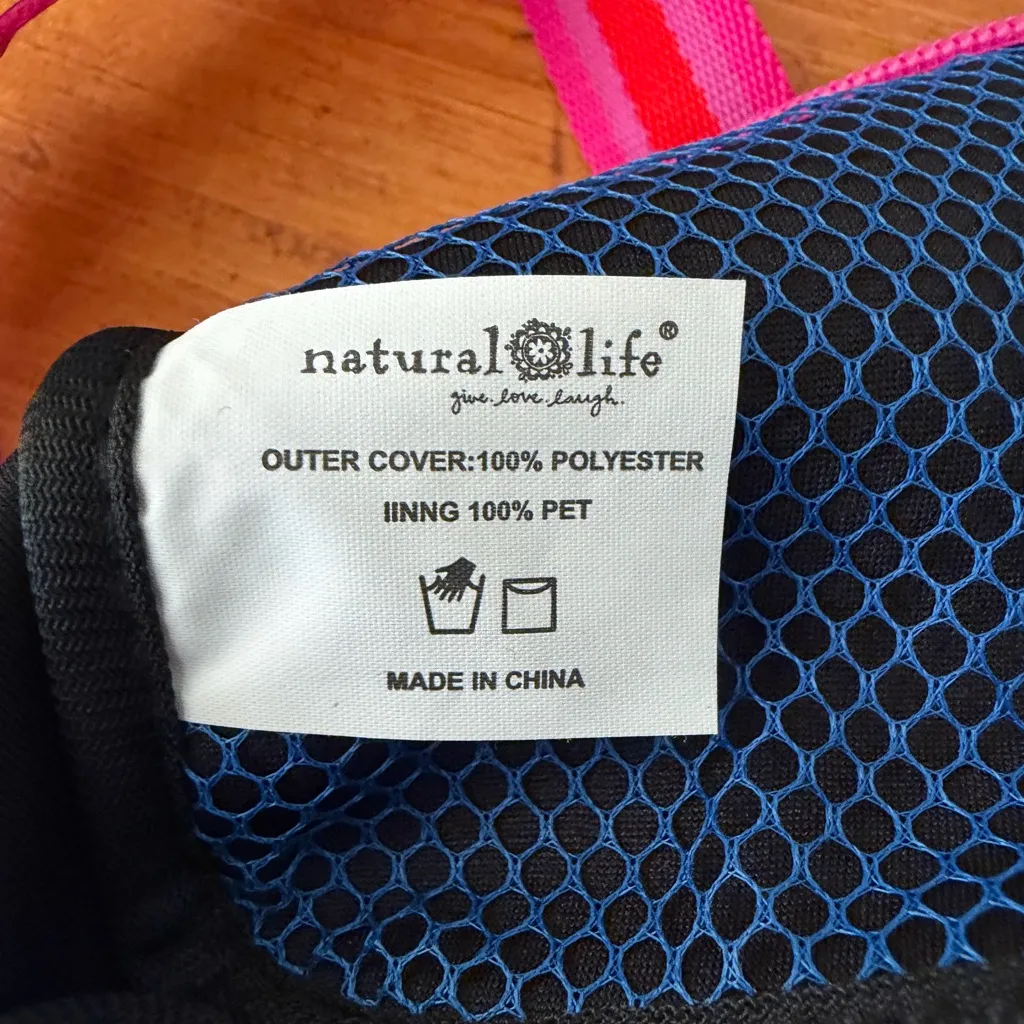 natural life®
give. love. laugh.
OUTER COVER:100% POLYESTER
IINNG 100% PET
MADE IN CHINA